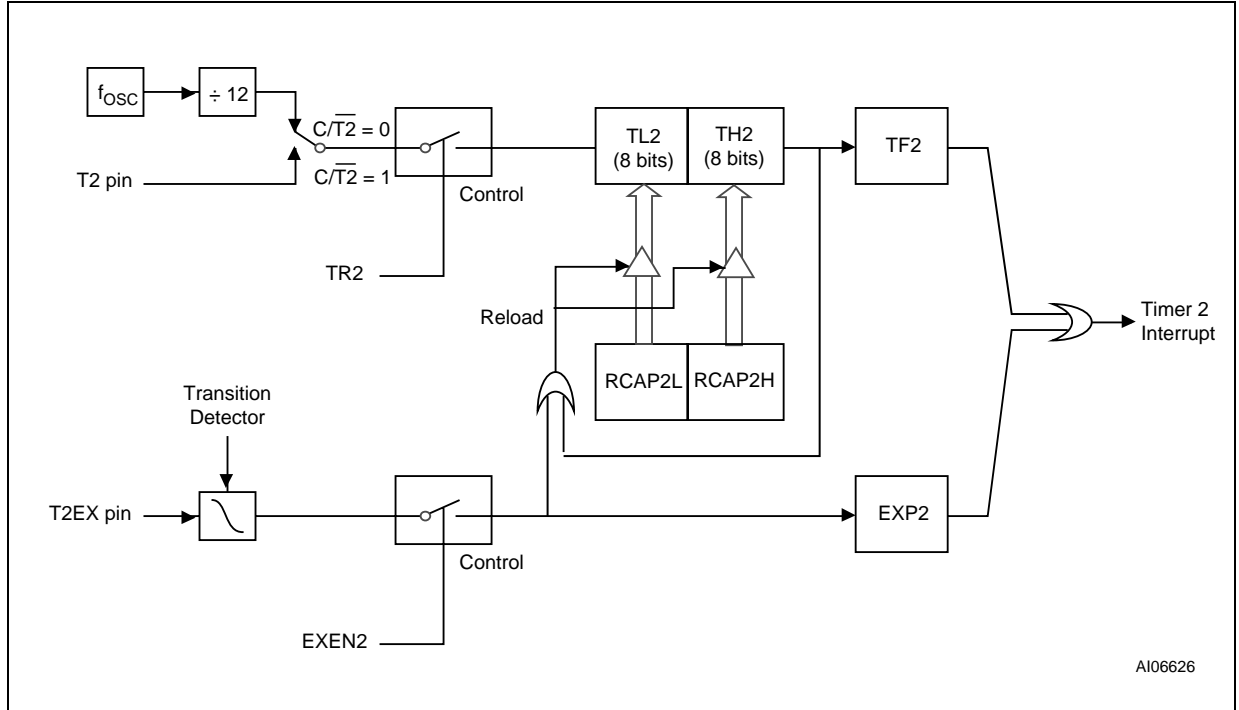 fOSC
÷ 12
C/T2 = 0
C/T2 = 1
T2 pin
Control
TR2
TL2
(8 bits)
TH2
(8 bits)
TF2
Reload
RCAP2L
RCAP2H
Timer 2
Interrupt
Transition
Detector
T2EX pin
Control
EXP2
EXEN2
AI06626